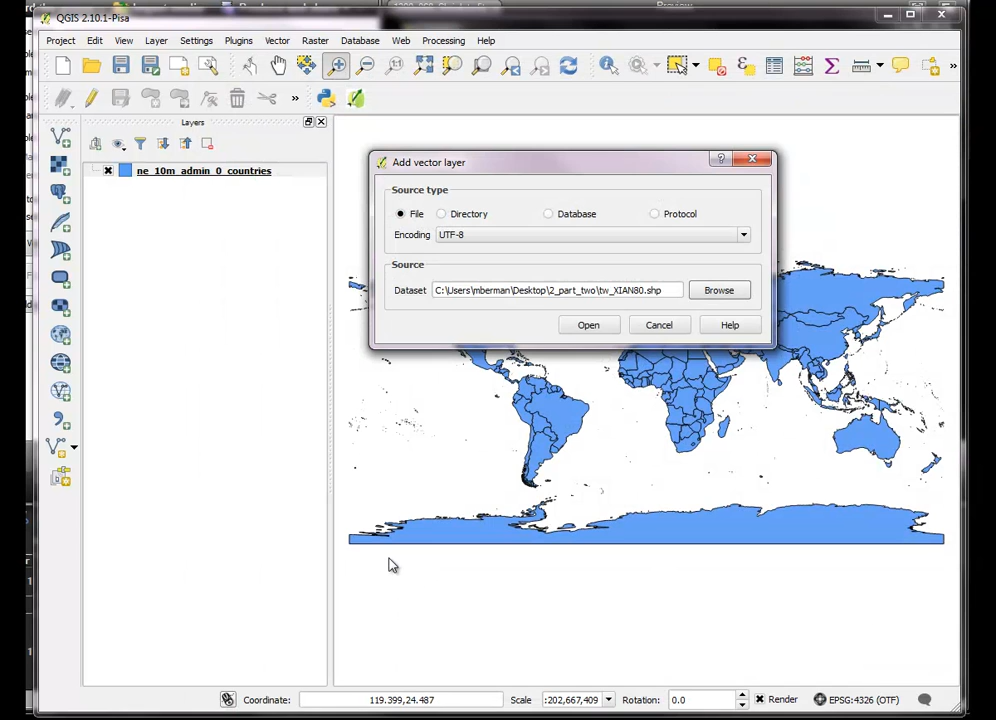 QGIS 2.10.1-Pisa
Project Edit View Layer Settings Plugins Vector Raster Database Web Processing Help
Layers
ne_10m_admin_0_countries
Add vector layer
Source type
File Directory Database Protocol
Encoding UTF-8
Source
Dataset C:\Users\mberman\Desktop\2_part_two\tw_XIAN80.shp Browse
Open Cancel Help
Coordinate: 119.399,24.487 Scale :202,667,409 Rotation: 0.0 Render EPSG:4326 (OTF)